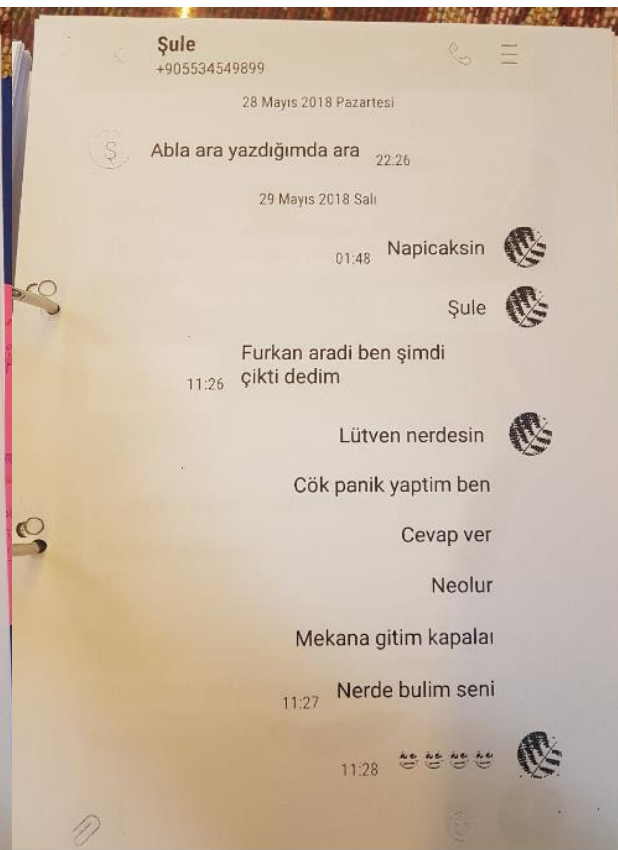 Şule
+905534549899
28 Mayıs 2018 Pazartesi
Ş
Abla ara yazdığımda ara 22:26
29 Mayıs 2018 Salı
01:48 Napicaksin
Şule
Furkan aradi ben şimdi
11:26 çikti dedim
Lütven nerdesin
Cök panik yaptim ben
Cevap ver
Neolur
Mekana gitim kapalaı
11:27 Nerde bulim seni
11:28